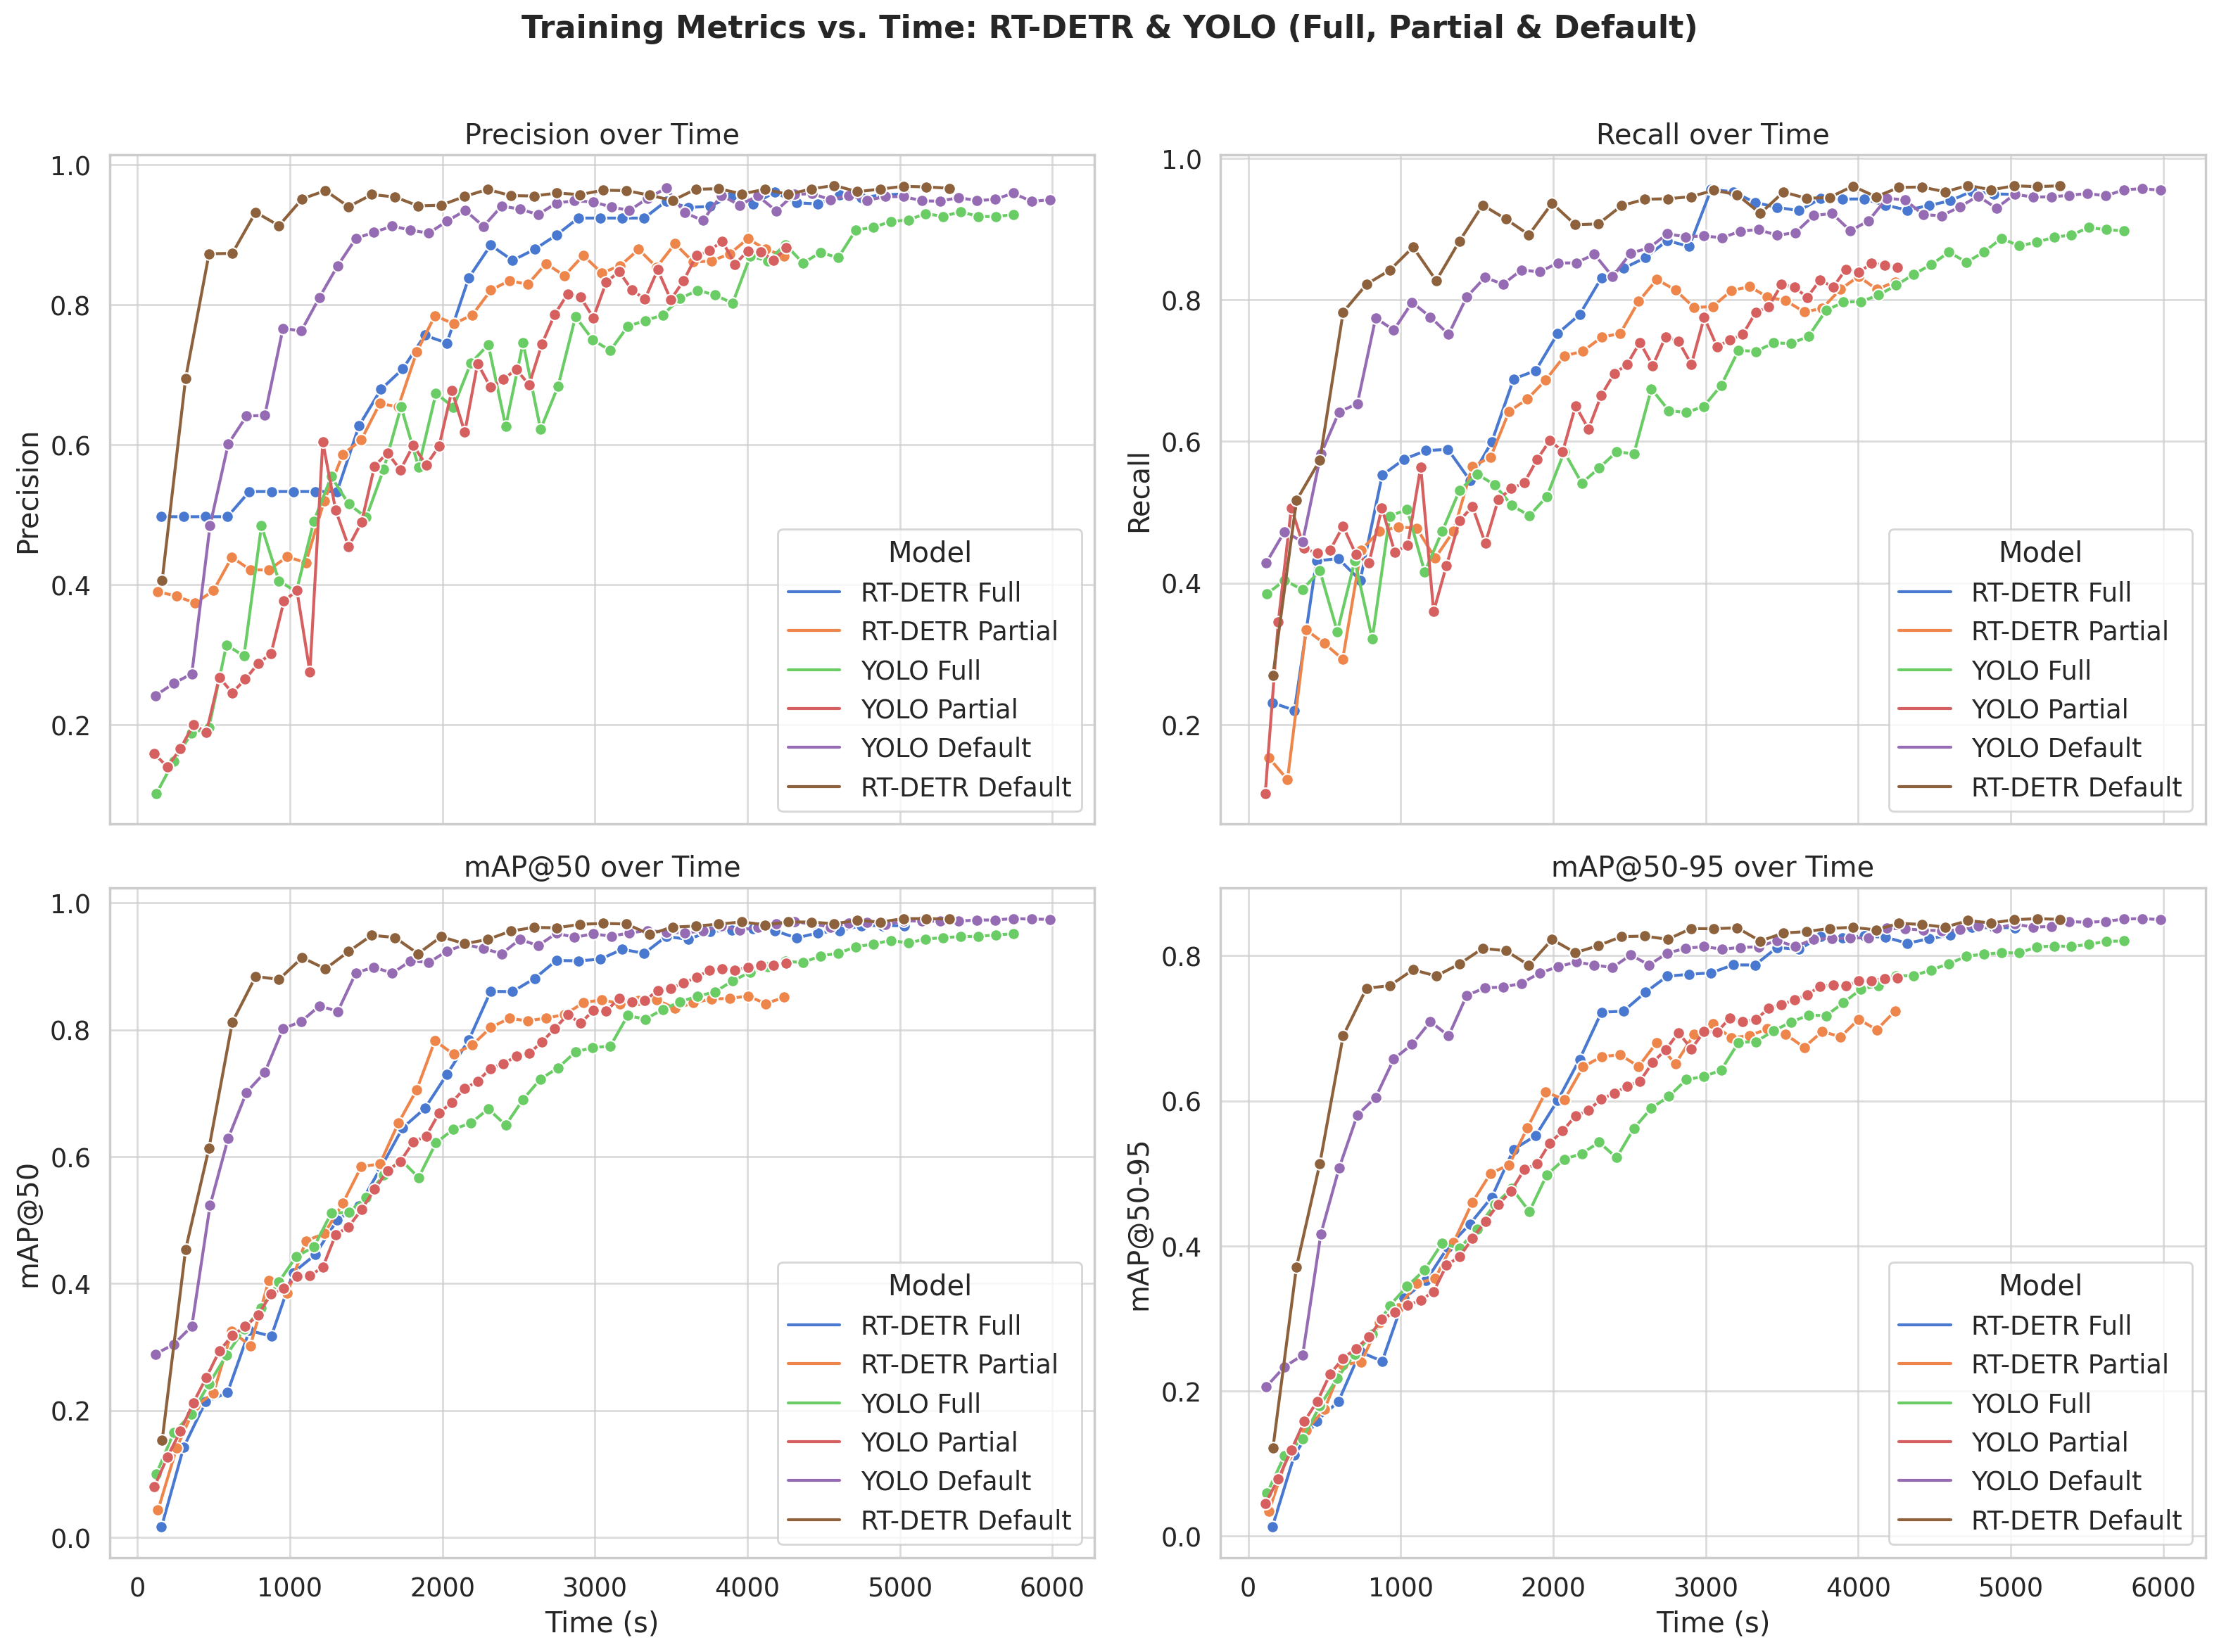 Training Metrics vs. Time: RT-DETR & YOLO (Full, Partial & Default)
Precision over Time
1.0
0.8
0.6
0.4
0.2
Precision
Model
RT-DETR Full
RT-DETR Partial
YOLO Full
YOLO Partial
YOLO Default
RT-DETR Default
Recall over Time
1.0
0.8
0.6
0.4
0.2
Recall
Model
RT-DETR Full
RT-DETR Partial
YOLO Full
YOLO Partial
YOLO Default
RT-DETR Default
mAP@50 over Time
1.0
0.8
0.6
0.4
0.2
0.0
mAP@50
Model
RT-DETR Full
RT-DETR Partial
YOLO Full
YOLO Partial
YOLO Default
RT-DETR Default
0 1000 2000 3000 4000 5000 6000
Time (s)
mAP@50-95 over Time
0.8
0.6
0.4
0.2
0.0
mAP@50-95
Model
RT-DETR Full
RT-DETR Partial
YOLO Full
YOLO Partial
YOLO Default
RT-DETR Default
0 1000 2000 3000 4000 5000 6000
Time (s)